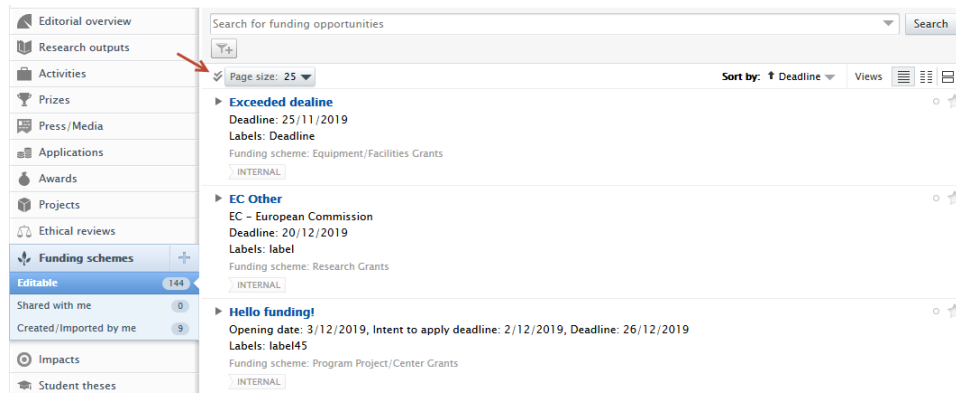 Editorial overview
Research outputs
Activities
Prizes
Press/Media
Applications
Awards
Projects
Ethical reviews
Funding schemes
Editable 144
Shared with me 0
Created/Imported by me 9
Impacts
Student theses
Search for funding opportunities
Search
Page size: 25
Sort by: Deadline Views
Exceeded dealine
Deadline: 25/11/2019
Labels: Deadline
Funding scheme: Equipment/Facilities Grants
INTERNAL
EC Other
EC – European Commission
Deadline: 20/12/2019
Labels: label
Funding scheme: Research Grants
INTERNAL
Hello funding!
Opening date: 3/12/2019, Intent to apply deadline: 2/12/2019, Deadline: 26/12/2019
Labels: label45
Funding scheme: Program Project/Center Grants
INTERNAL